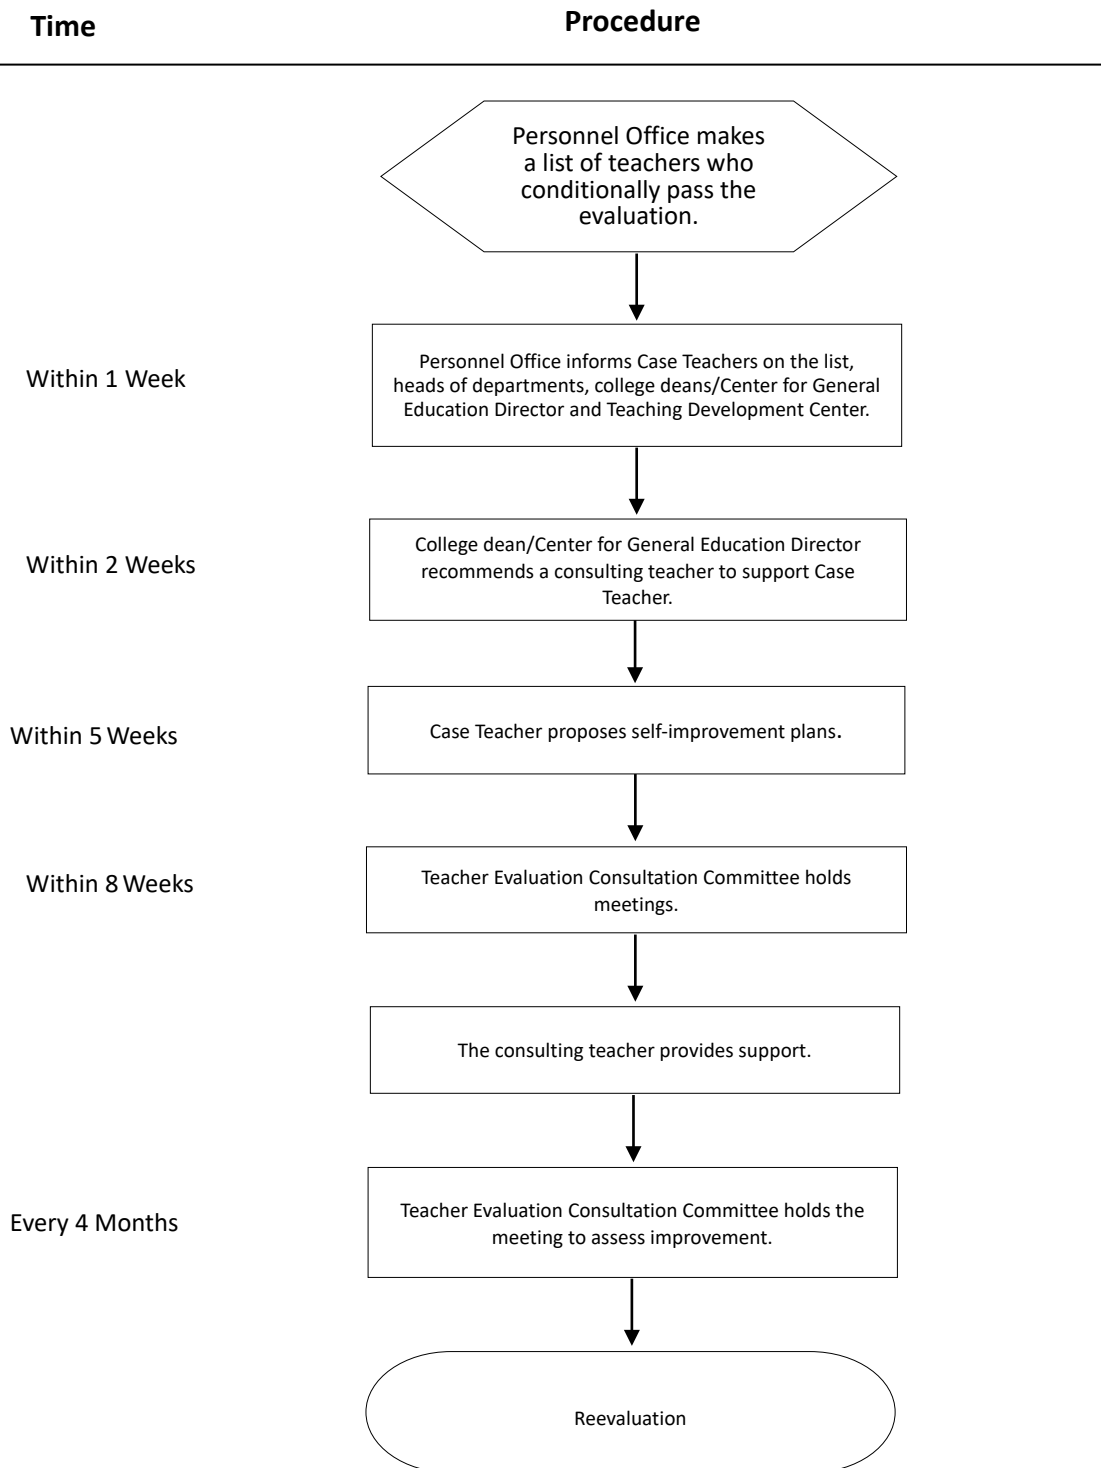 Time
Procedure
Personnel Office makes
a list of teachers who
conditionally pass the
evaluation.
Within 1 Week
Personnel Office informs Case Teachers on the list,
heads of departments, college deans/Center for General
Education Director and Teaching Development Center.
Within 2 Weeks
College dean/Center for General Education Director
recommends a consulting teacher to support Case
Teacher.
Within 5 Weeks
Case Teacher proposes self-improvement plans.
Within 8 Weeks
Teacher Evaluation Consultation Committee holds
meetings.
The consulting teacher provides support.
Every 4 Months
Teacher Evaluation Consultation Committee holds the
meeting to assess improvement.
Reevaluation